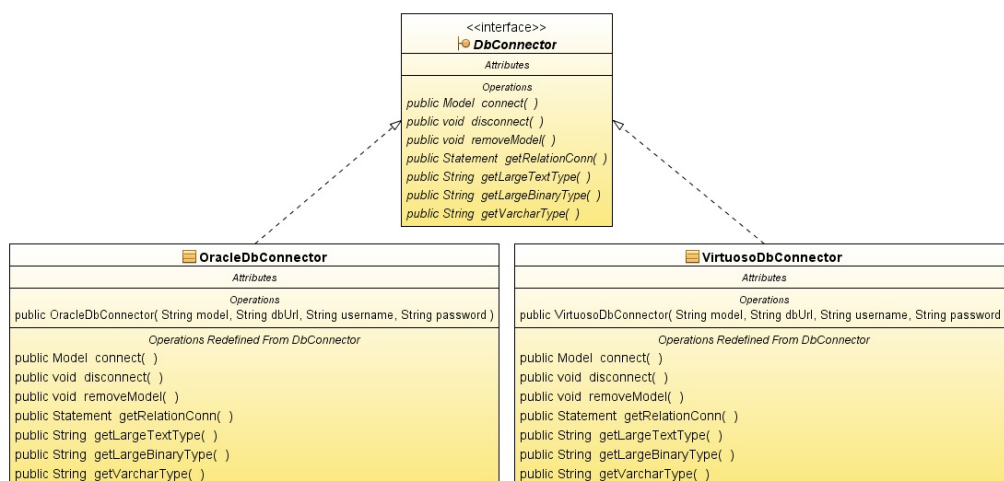 <<interface>>
DbConnector
Attributes
Operations
public Model connect( )
public void disconnect( )
public void removeModel( )
public Statement getRelationConn( )
public String getLargeTextType( )
public String getLargeBinaryType( )
public String getVarcharType( )
OracleDbConnector
Attributes
Operations
public OracleDbConnector( String model, String dbUrl, String username, String password )
Operations Redefined From DbConnector
public Model connect( )
public void disconnect( )
public void removeModel( )
public Statement getRelationConn( )
public String getLargeTextType( )
public String getLargeBinaryType( )
public String getVarcharType( )
VirtuosoDbConnector
Attributes
Operations
public VirtuosoDbConnector( String model, String dbUrl, String username, String password
Operations Redefined From DbConnector
public Model connect( )
public void disconnect( )
public void removeModel( )
public Statement getRelationConn( )
public String getLargeTextType( )
public String getLargeBinaryType( )
public String getVarcharType( )